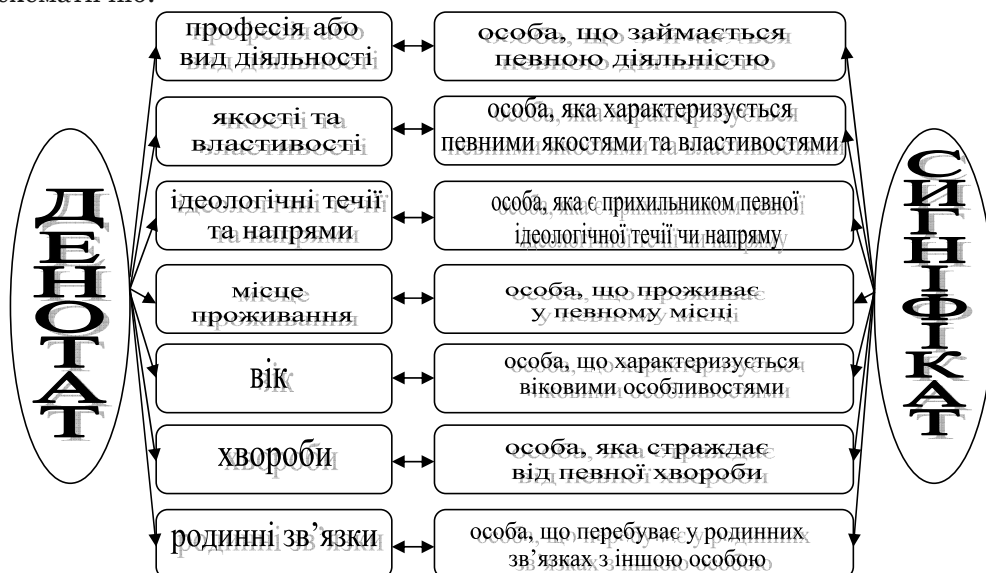 ДЕНОТАТ
професія або
вид діяльності
особа, що займається
певною діяльністю
якості та
властивості
особа, яка характеризується
певними якостями та властивостями
ідеологічні течії
та напрями
особа, яка є прихильником певної
ідеологічної течії чи напряму
місце
проживання
особа, що проживає
у певному місці
вік
особа, що характеризується
віковими особливостями
хвороби
особа, яка страждає
від певної хвороби
родинні зв’язки
особа, що перебуває у родинних
зв’язках з іншою особою
СИГНІФІКАТ